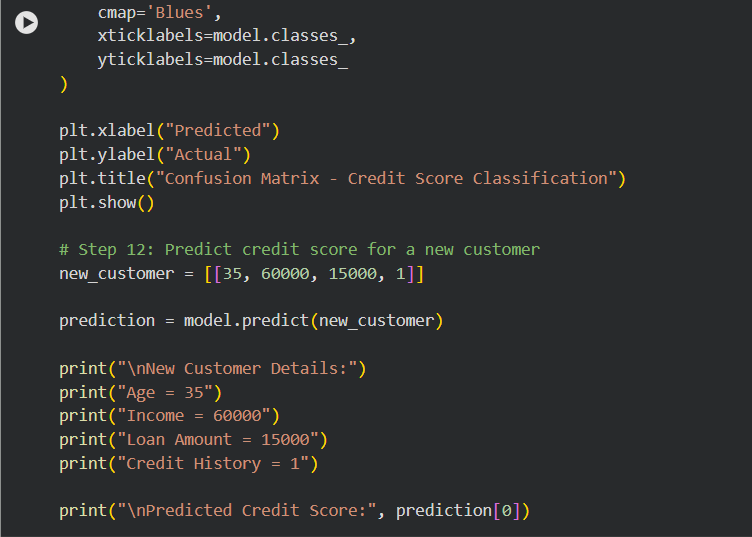 cmap='Blues',
xticklabels=model.classes_,
yticklabels=model.classes_
)
plt.xlabel("Predicted")
plt.ylabel("Actual")
plt.title("Confusion Matrix - Credit Score Classification")
plt.show()
# Step 12: Predict credit score for a new customer
new_customer = [[35, 60000, 15000, 1]]
prediction = model.predict(new_customer)
print("\nNew Customer Details:")
print("Age = 35")
print("Income = 60000")
print("Loan Amount = 15000")
print("Credit History = 1")
print("\nPredicted Credit Score:", prediction[0])